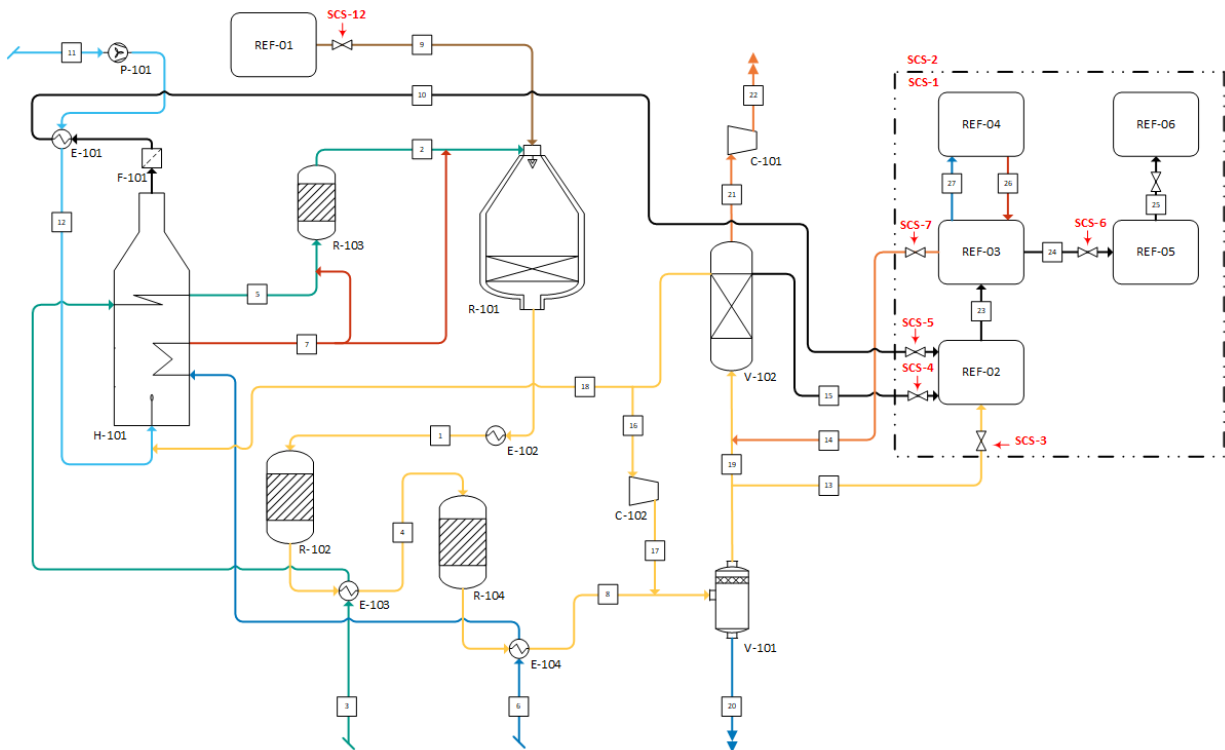 SCS-12
REF-01
9
11
P-101
SCS-2
SCS-1
10
22
REF-04
REF-06
E-101
2
C-101
F-101
27
26
25
21
12
R-103
SCS-7
SCS-6
REF-03
24
REF-05
5
R-101
23
7
SCS-5
V-102
SCS-4
REF-02
18
15
H-101
16
1
14
E-102
19
SCS-3
13
C-102
4
R-102
17
E-103
R-104
8
E-104
V-101
3
6
20